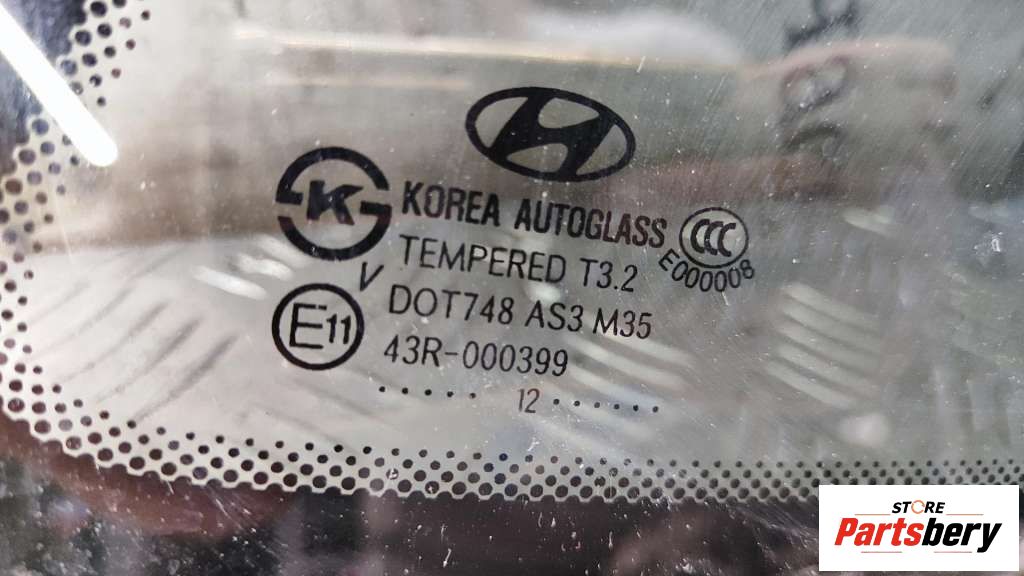 K
KOREA AUTOGLASS
CCC
E000008
TEMPERED T3.2
V
DOT748 AS3 M35
E11
43R-000399
..... 12 ......
STORE
Partsbery